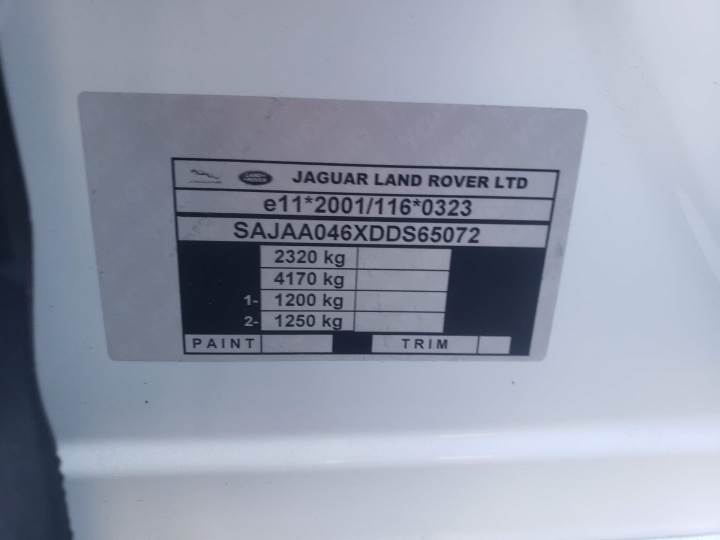 JAGUAR LAND ROVER LTD
e11*2001/116*0323
SAJAA046XDDS65072
2320 kg
4170 kg
1- 1200 kg
2- 1250 kg
PAINT TRIM